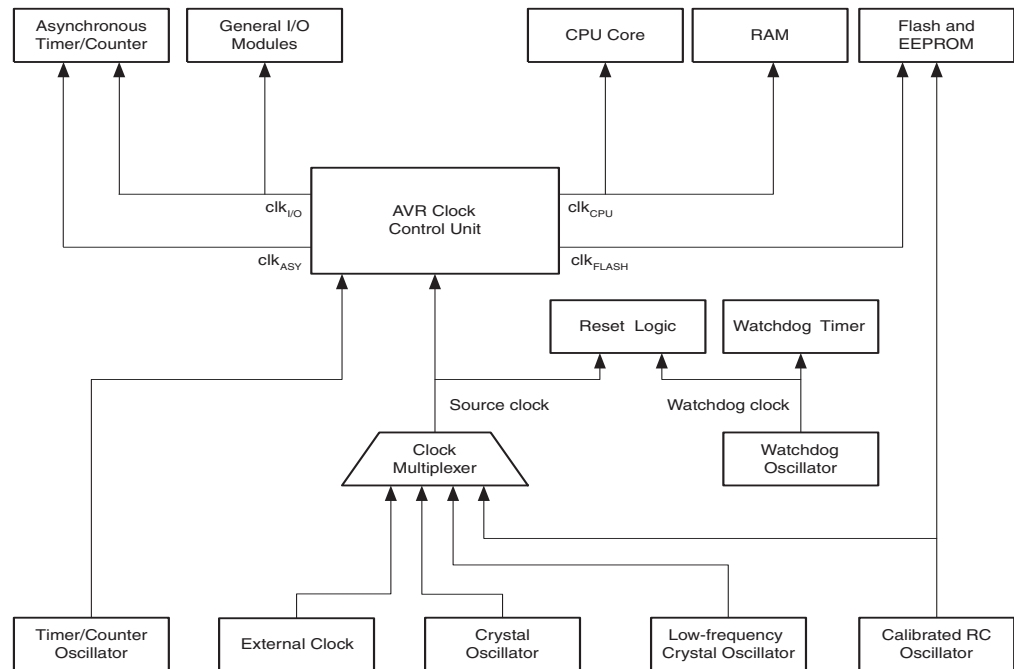 Asynchronous
Timer/Counter
General I/O
Modules
CPU Core
RAM
Flash and
EEPROM
clkI/O
AVR Clock
Control Unit
clkCPU
clkASY
clkFLASH
Reset Logic
Watchdog Timer
Source clock
Watchdog clock
Clock
Multiplexer
Watchdog
Oscillator
Timer/Counter
Oscillator
External Clock
Crystal
Oscillator
Low-frequency
Crystal Oscillator
Calibrated RC
Oscillator